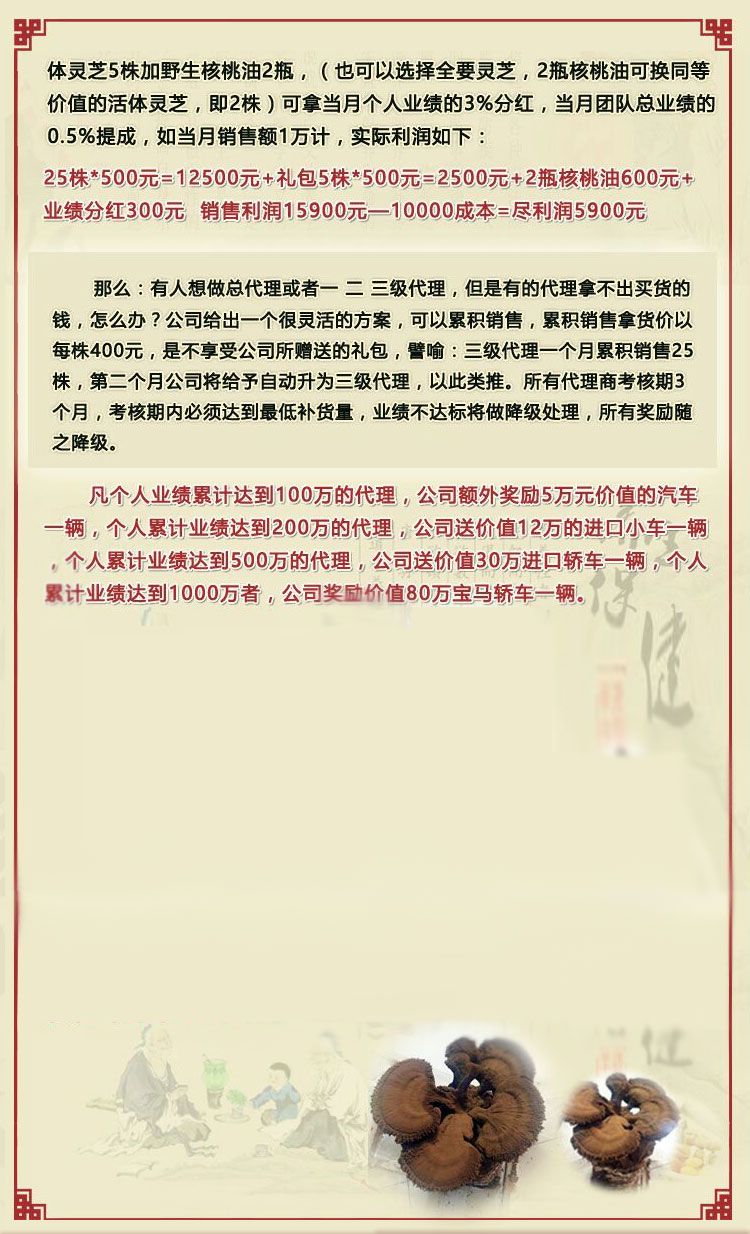 体灵芝5株加野生核桃油2瓶，（也可以选择全要灵芝，2瓶核桃油可换同等
价值的活体灵芝，即2株）可拿当月个人业绩的3%分红，当月团队总业绩的
0.5%提成，如当月销售额1万计，实际利润如下：
25株*500元=12500元+礼包5株*500元=2500元+2瓶核桃油600元+
业绩分红300元 销售利润15900元—10000成本=尽利润5900元
那么：有人想做总代理或者一 二 三级代理，但是有的代理拿不出买货的
钱，怎么办？公司给出一个很灵活的方案，可以累积销售，累积销售拿货价以
每株400元，是不享受公司所赠送的礼包，譬喻：三级代理一个月累积销售25
株，第二个月公司将给予自动升为三级代理，以此类推。所有代理商考核期3
个月，考核期内必须达到最低补货量，业绩不达标将做降级处理，所有奖励随
之降级。
凡个人业绩累计达到100万的代理，公司额外奖励5万元价值的汽车
一辆，个人累计业绩达到200万的代理，公司送价值12万的进口小车一辆
，个人累计业绩达到500万的代理，公司送价值30万进口轿车一辆，个人
累计业绩达到1000万者，公司奖励价值80万宝马轿车一辆。
保
健
健